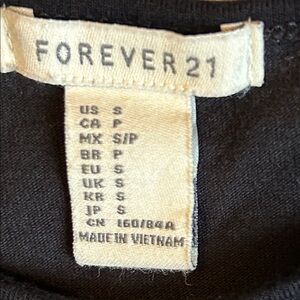 FOREVER 21
US S
CA P
MX S/P
BR P
EU S
UK S
KR S
JP S
CN 160/84A
MADE IN VIETNAM